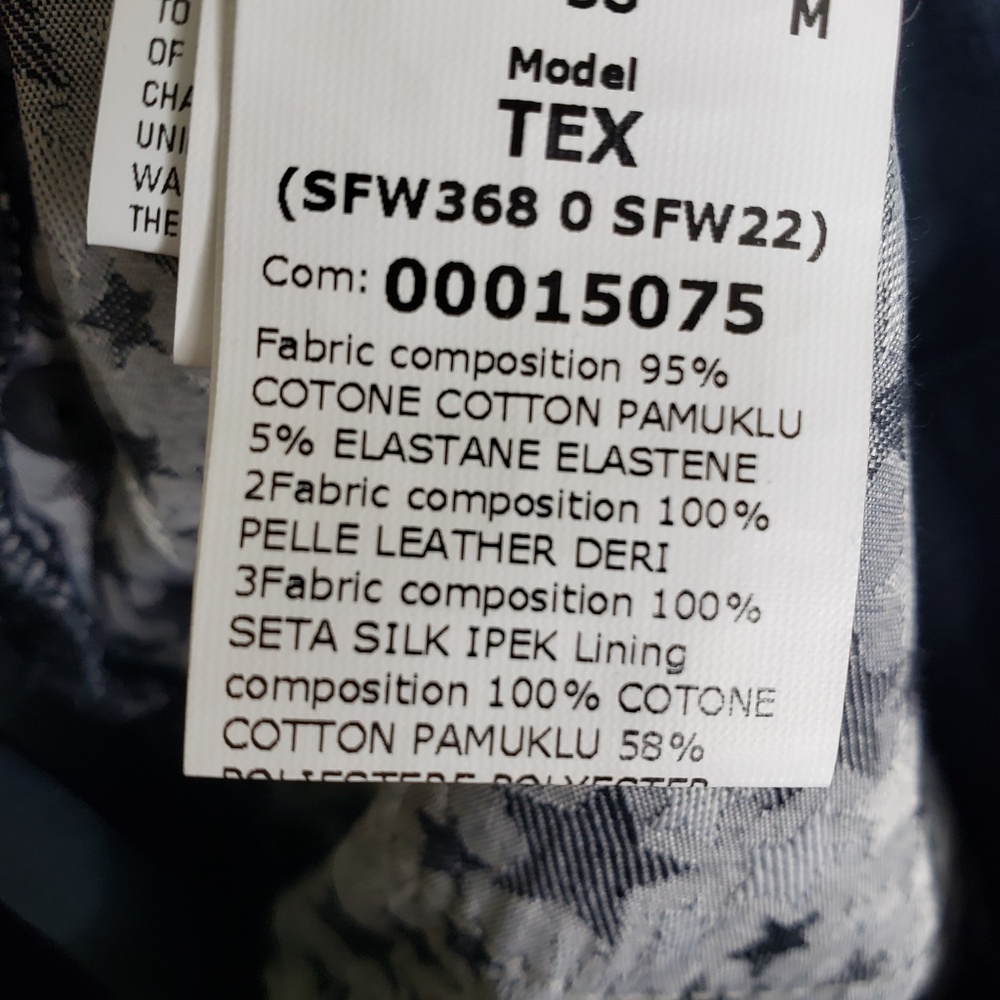 TO
OF
CHA
UNI
WA
THE
M
Model
TEX
(SFW368 0 SFW22)
Com: 00015075
Fabric composition 95%
COTONE COTTON PAMUKLU
5% ELASTANE ELASTENE
2Fabric composition 100%
PELLE LEATHER DERI
3Fabric composition 100%
SETA SILK IPEK Lining
composition 100% COTONE
COTTON PAMUKLU 58%
POLIESTERE POLYESTER